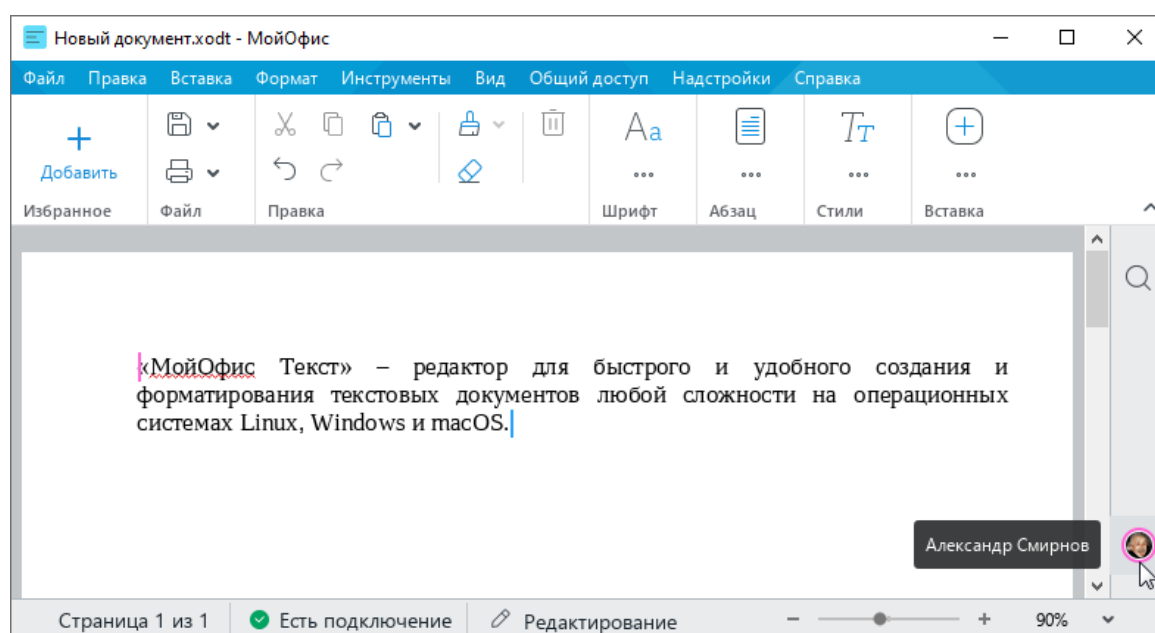 Новый документ.xodt - МойОфис
Файл Правка Вставка Формат Инструменты Вид Общий доступ Надстройки Справка
Добавить
Избранное Файл Правка Шрифт Абзац Стили Вставка
«МойОфис Текст» – редактор для быстрого и удобного создания и
форматирования текстовых документов любой сложности на операционных
системах Linux, Windows и macOS.
Александр Смирнов
Страница 1 из 1 Есть подключение Редактирование 90%